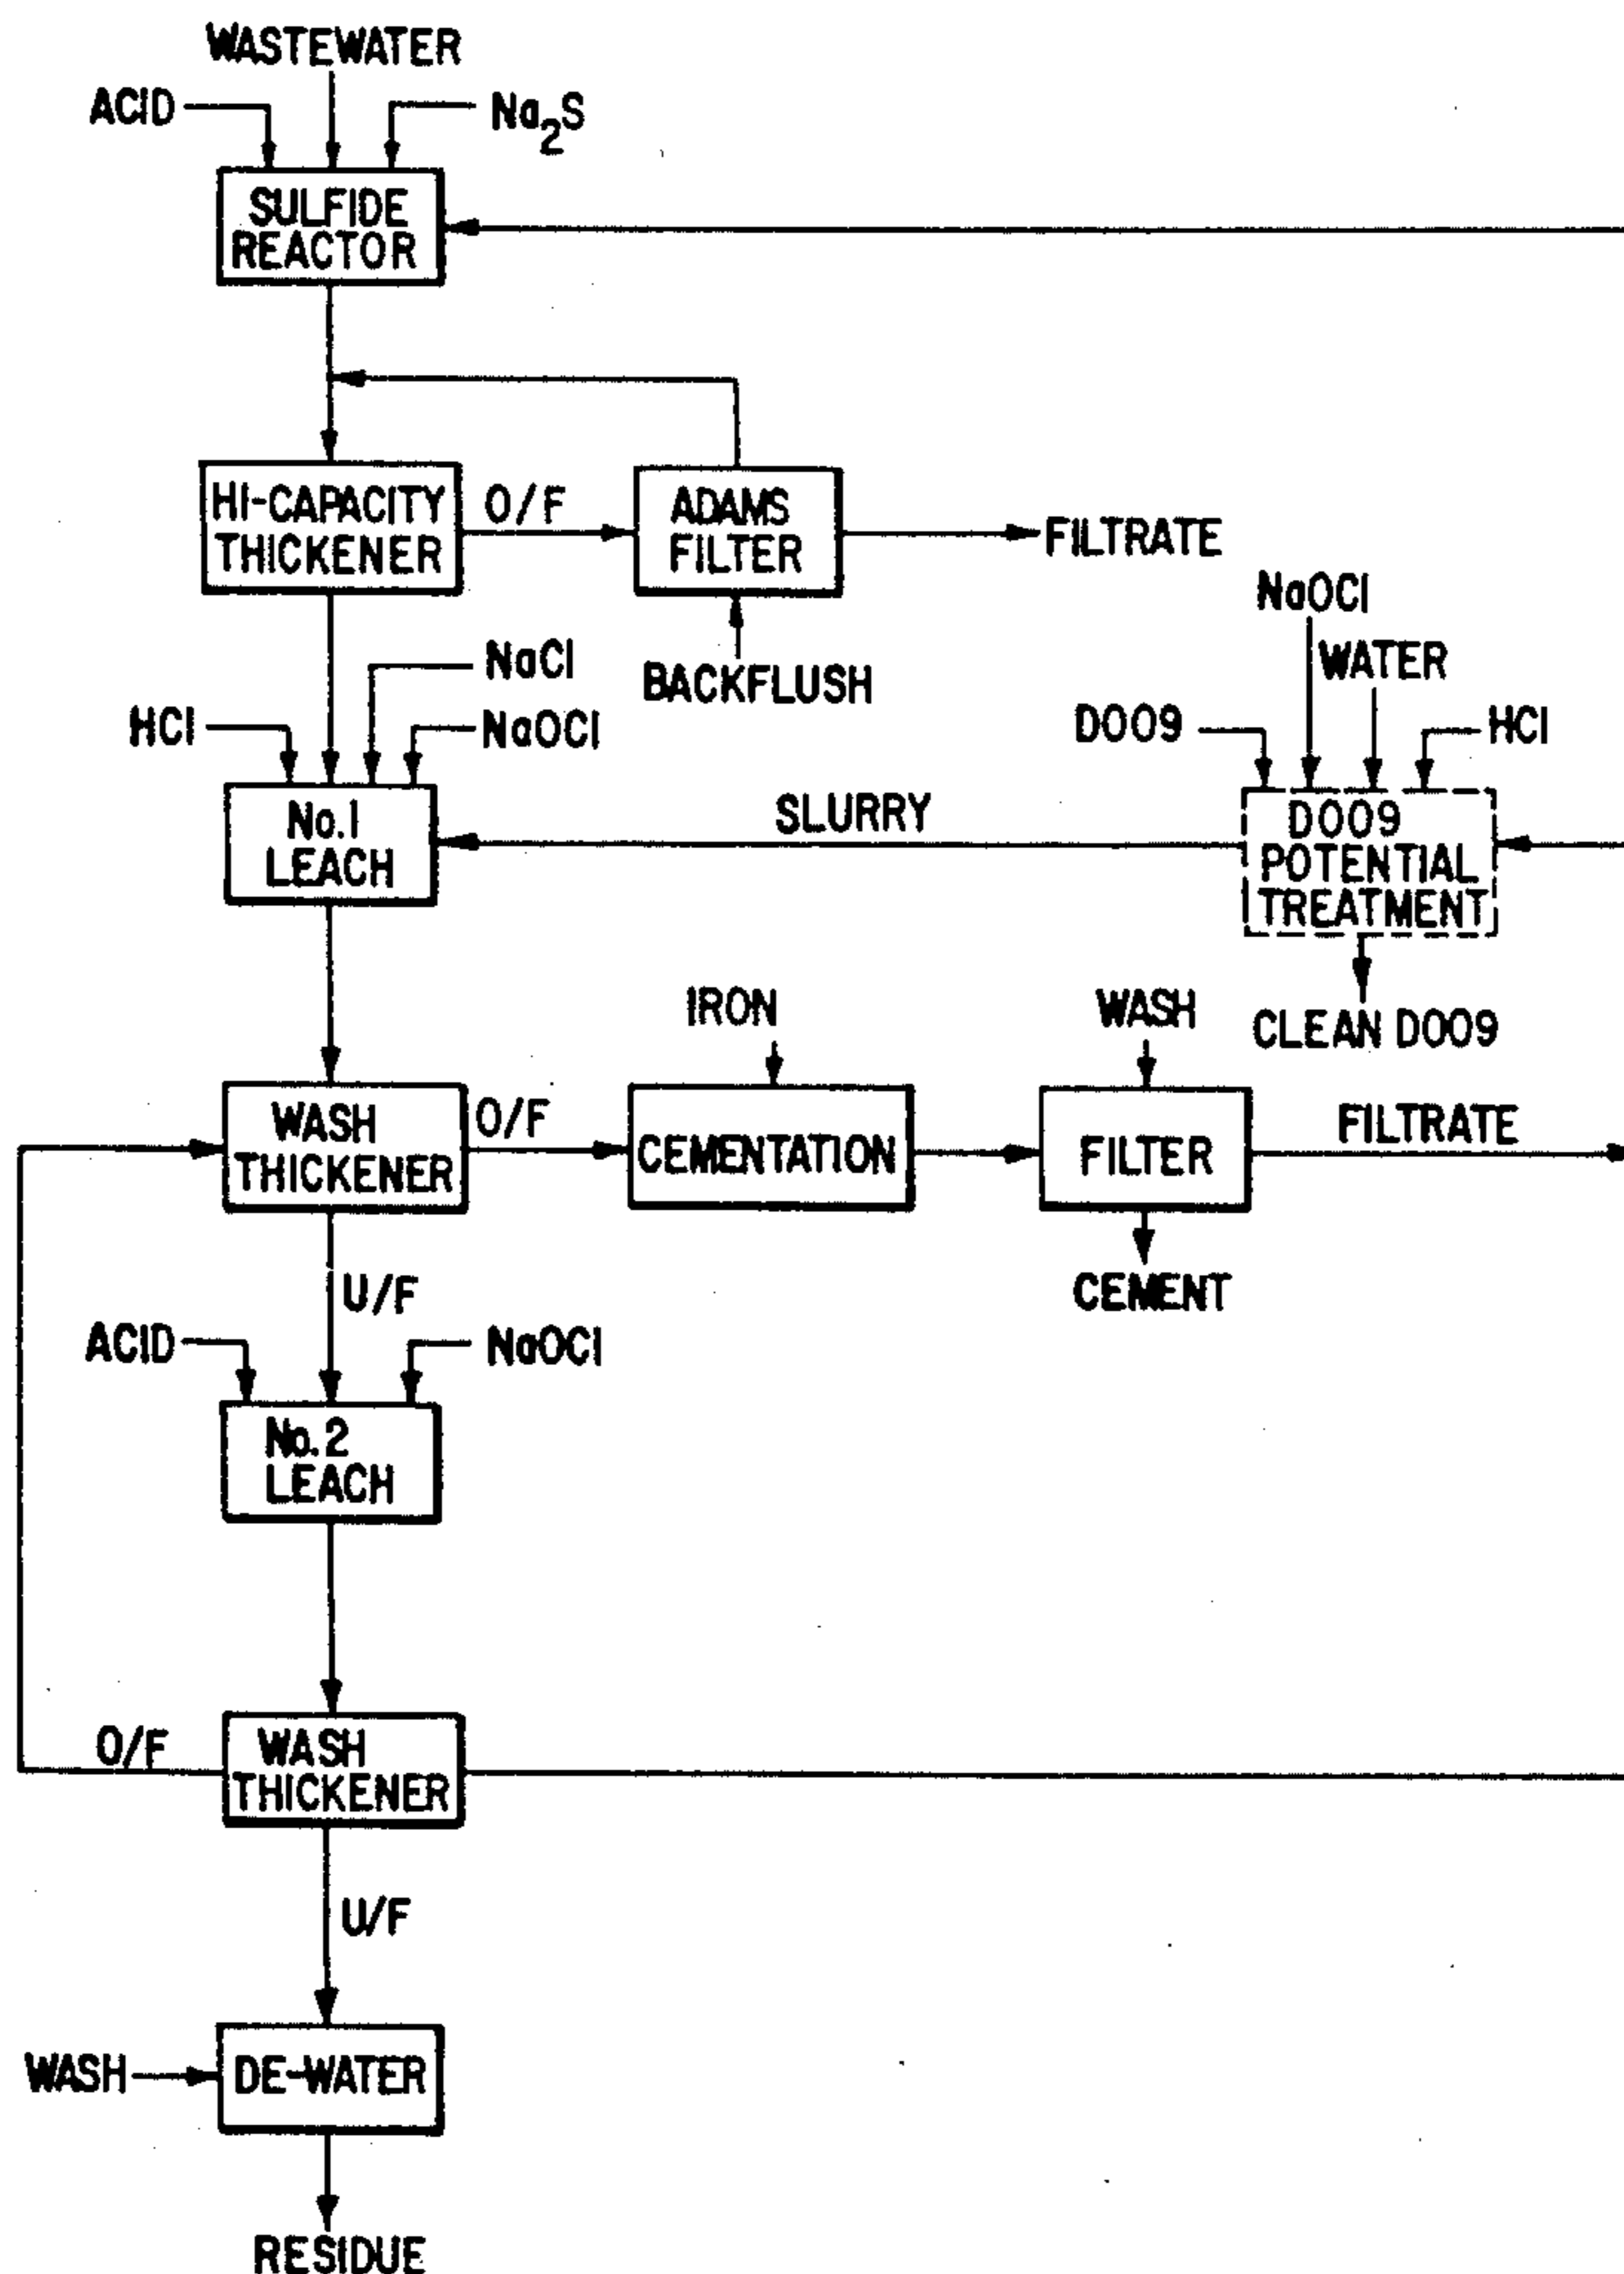 WASTEWATER
ACID
Na2S
SULFIDE
REACTOR
HI-CAPACITY
THICKENER
O/F
ADAMS
FILTER
FILTRATE
BACKFLUSH
NaCl
HCl
NaOCl
NaOCl
WATER
D009
HCl
No.1
LEACH
SLURRY
D009
POTENTIAL
TREATMENT
CLEAN D009
IRON
WASH
WASH
THICKENER
O/F
CEMENTATION
FILTER
FILTRATE
CEMENT
U/F
ACID
NaOCl
No.2
LEACH
O/F
WASH
THICKENER
U/F
WASH
DE-WATER
RESIDUE